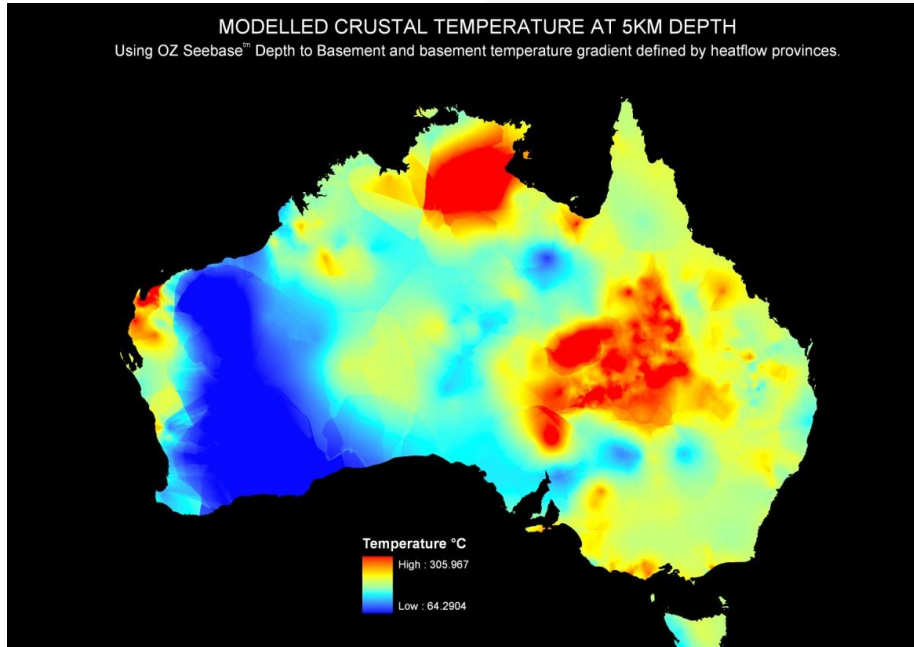 MODELLED CRUSTAL TEMPERATURE AT 5KM DEPTH
Using OZ Seebase™ Depth to Basement and basement temperature gradient defined by heatflow provinces.
Temperature °C
High : 305.967
Low : 64.2904